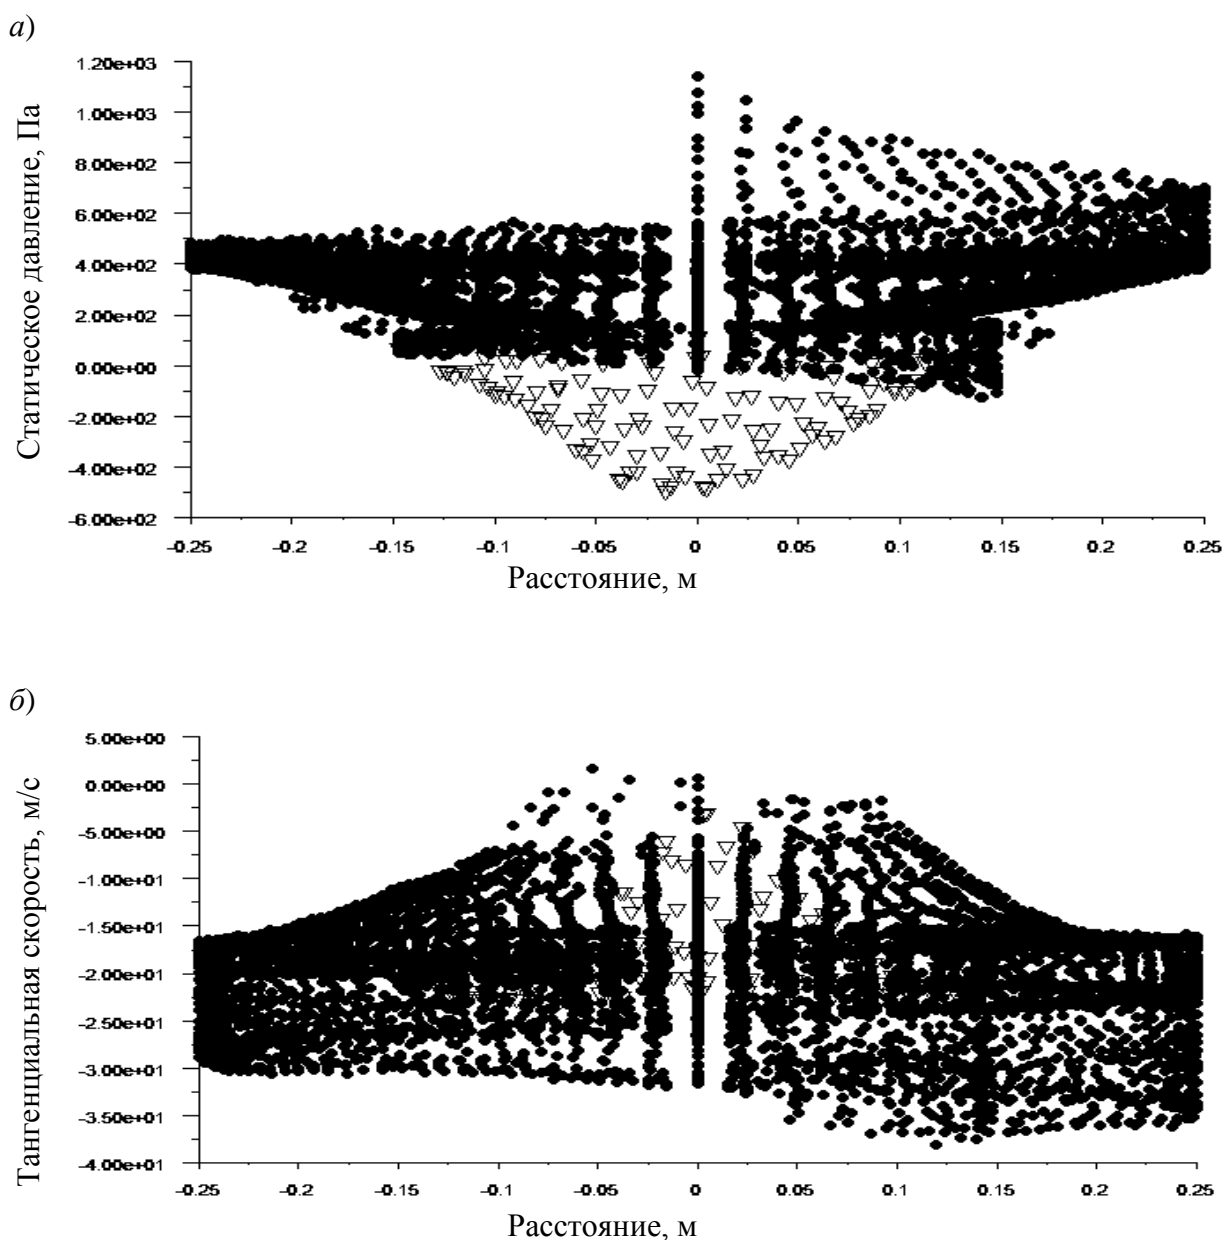 а)
1.20e+03
1.00e+03
8.00e+02
6.00e+02
4.00e+02
2.00e+02
0.00e+00
-2.00e+02
-4.00e+02
-6.00e+02
Статическое давление, Па
-0.25 -0.2 -0.15 -0.1 -0.05 0 0.05 0.1 0.15 0.2 0.25
Расстояние, м
б)
5.00e+00
0.00e+00
-5.00e+00
-1.00e+01
-1.50e+01
-2.00e+01
-2.50e+01
-3.00e+01
-3.50e+01
-4.00e+01
Тангенциальная скорость, м/с
-0.25 -0.2 -0.15 -0.1 -0.05 0 0.05 0.1 0.15 0.2 0.25
Расстояние, м